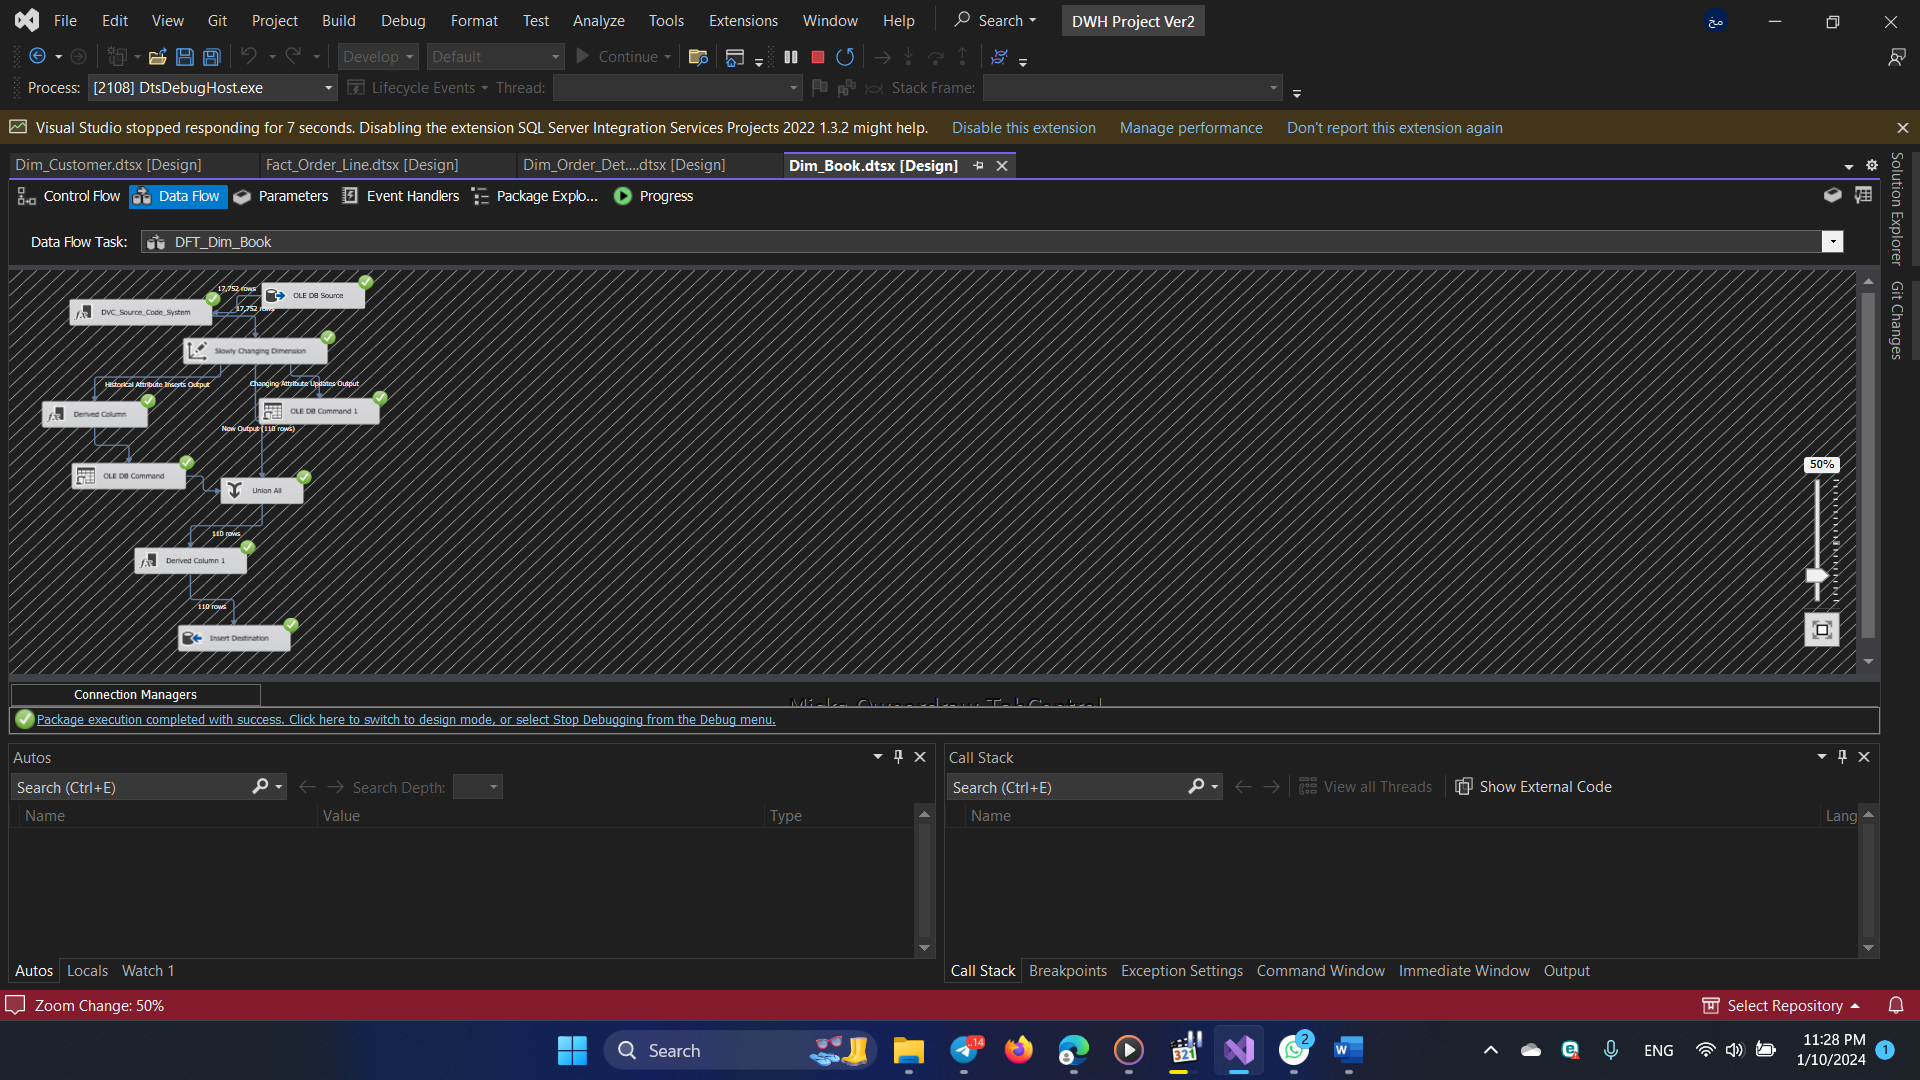 File Edit View Git Project Build Debug Format Test Analyze Tools Extensions Window Help Search DWH Project Ver2 مخ
Develop Default Continue
Process: [2108] DtsDebugHost.exe Lifecycle Events Thread: Stack Frame:
Visual Studio stopped responding for 7 seconds. Disabling the extension SQL Server Integration Services Projects 2022 1.3.2 might help. Disable this extension Manage performance Don't report this extension again
Dim_Customer.dtsx [Design] Fact_Order_Line.dtsx [Design] Dim_Order_Det....dtsx [Design] Dim_Book.dtsx [Design]
Control Flow Data Flow Parameters Event Handlers Package Explo... Progress
Solution Explorer
Git Changes
Data Flow Task: DFT_Dim_Book
17,752 rows
OLE DB Source
DVC_Source_Code_System
17,752 rows
Slowly Changing Dimension
Historical Attribute Inserts Output
Changing Attribute Updates Output
Derived Column
OLE DB Command 1
New Output (110 rows)
OLE DB Command
Union All
110 rows
Derived Column 1
110 rows
Insert Destination
50%
Connection Managers
Package execution completed with success. Click here to switch to design mode, or select Stop Debugging from the Debug menu.
Autos
Search (Ctrl+E) Search Depth:
Name Value Type
Autos Locals Watch 1
Call Stack
Search (Ctrl+E) View all Threads Show External Code
Name Lang
Call Stack Breakpoints Exception Settings Command Window Immediate Window Output
Zoom Change: 50% Select Repository
Search ..14 321 2 ENG 11:28 PM 1
1/10/2024